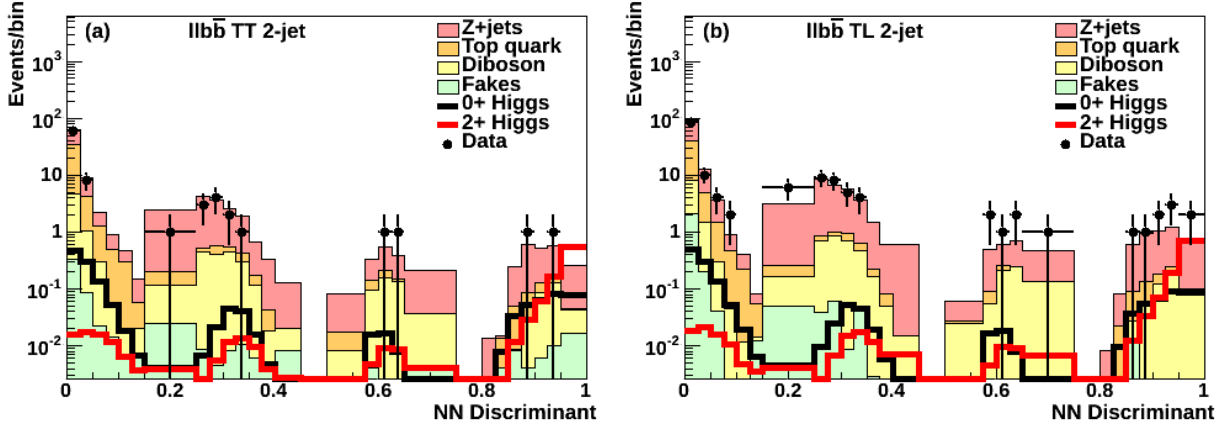 (a) llbb̅ TT 2-jet
Events/bin
Z+jets
Top quark
Diboson
Fakes
0+ Higgs
2+ Higgs
Data
10³
10²
10
1
10⁻¹
10⁻²
0 0.2 0.4 0.6 0.8 1
NN Discriminant
(b) llbb̅ TL 2-jet
Events/bin
Z+jets
Top quark
Diboson
Fakes
0+ Higgs
2+ Higgs
Data
10³
10²
10
1
10⁻¹
10⁻²
0 0.2 0.4 0.6 0.8 1
NN Discriminant